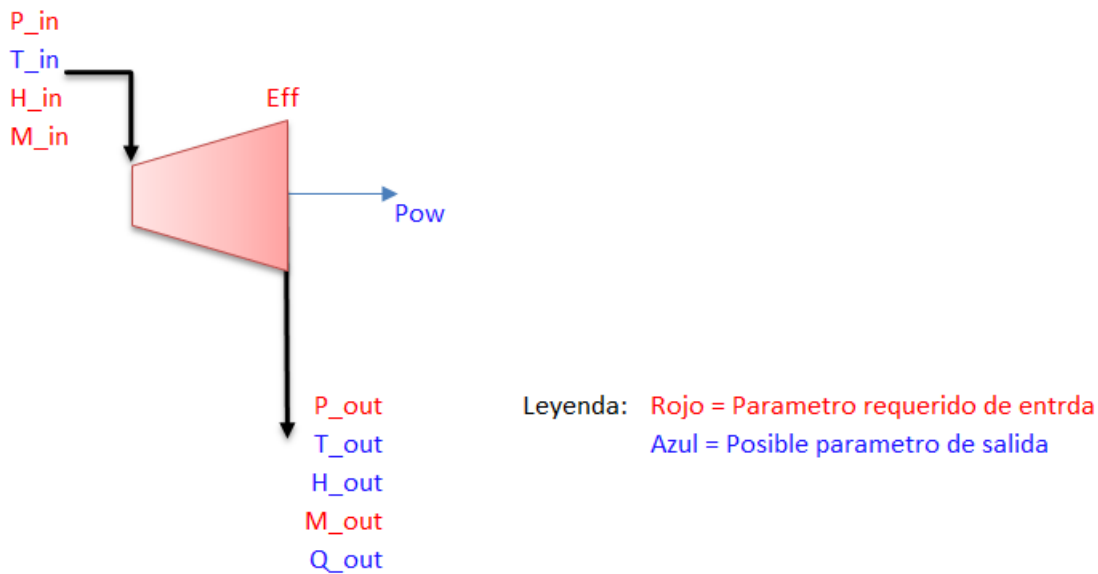 P_in
T_in
H_in
M_in
Eff
Pow
P_out
T_out
H_out
M_out
Q_out
Leyenda: Rojo = Parametro requerido de entrda
Azul = Posible parametro de salida